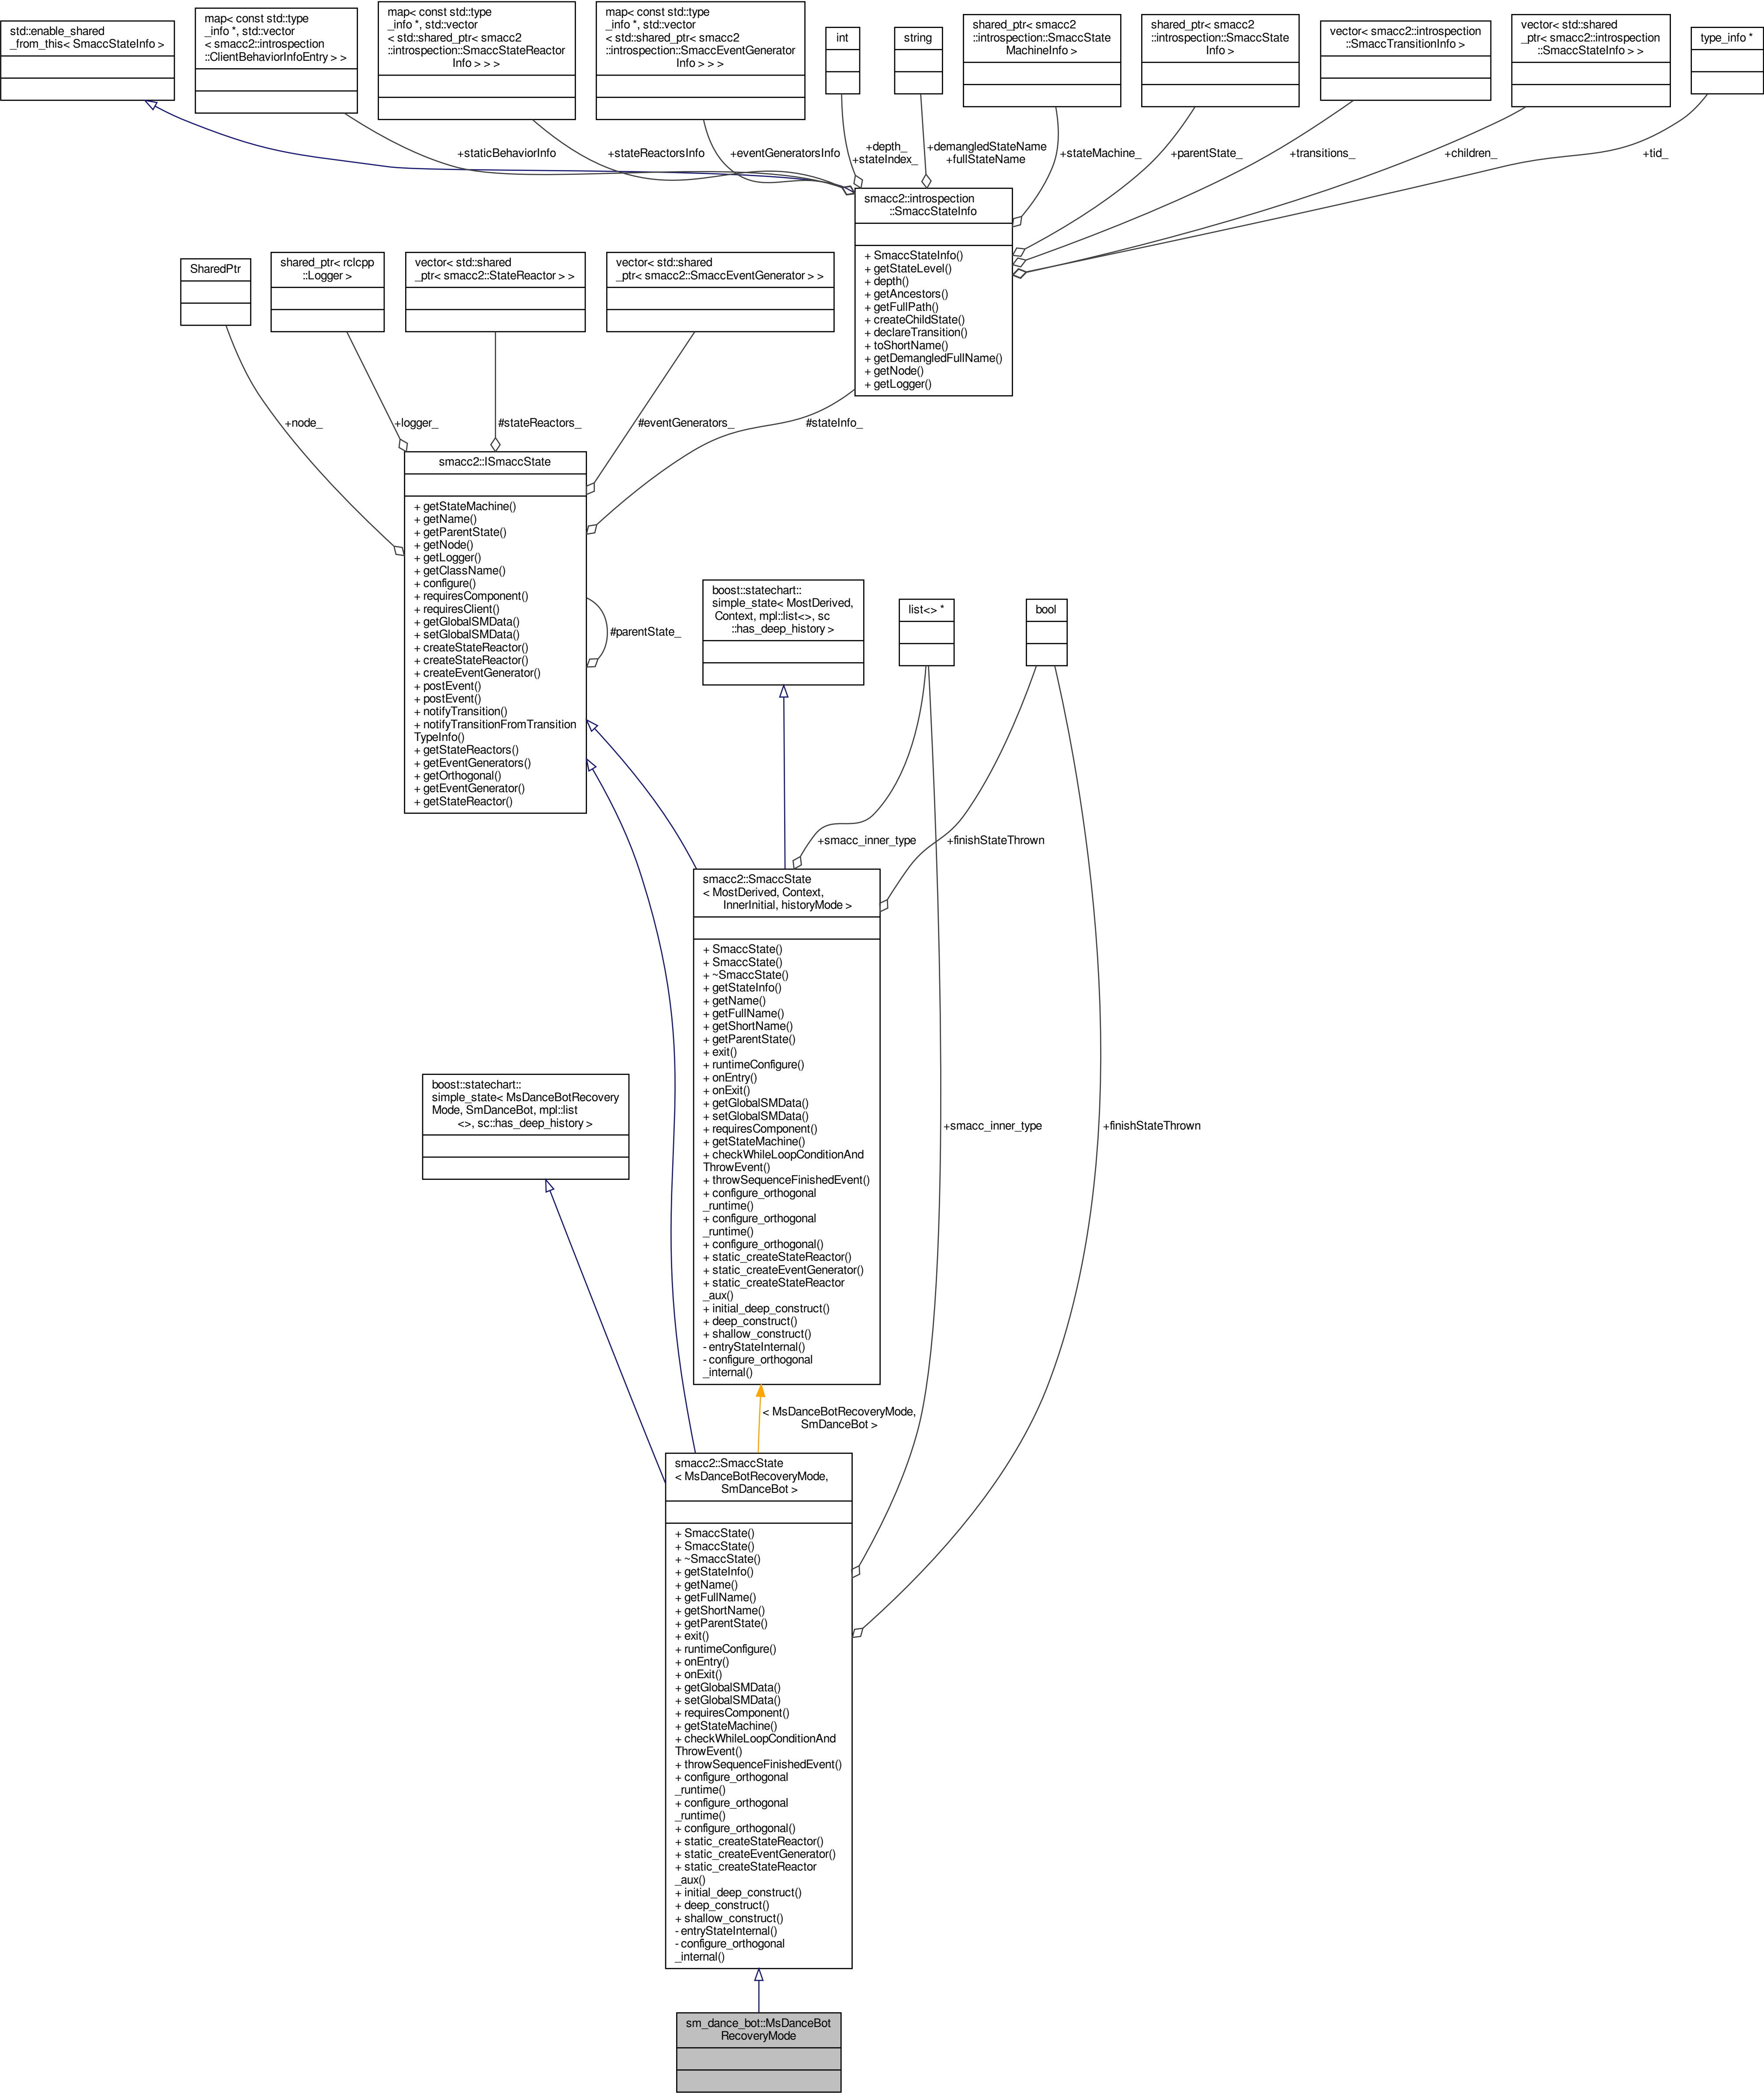 std::enable_shared
_from_this< SmaccStateInfo >
map< const std::type
_info *, std::vector
< smacc2::introspection
::ClientBehaviorInfoEntry > >
map< const std::type
_info *, std::vector
< std::shared_ptr< smacc2
::introspection::SmaccStateReactor
Info > > >
map< const std::type
_info *, std::vector
< std::shared_ptr< smacc2
::introspection::SmaccEventGenerator
Info > > >
int
string
shared_ptr< smacc2
::introspection::SmaccState
MachineInfo >
shared_ptr< smacc2
::introspection::SmaccState
Info >
vector< smacc2::introspection
::SmaccTransitionInfo >
vector< std::shared
_ptr< smacc2::introspection
::SmaccStateInfo > >
type_info *
+staticBehaviorInfo
+stateReactorsInfo
+eventGeneratorsInfo
+depth_
+stateIndex_
+demangledStateName
+fullStateName
+stateMachine_
+parentState_
+transitions_
+children_
+tid_
smacc2::introspection
::SmaccStateInfo
+ SmaccStateInfo()
+ getStateLevel()
+ depth()
+ getAncestors()
+ getFullPath()
+ createChildState()
+ declareTransition()
+ toShortName()
+ getDemangledFullName()
+ getNode()
+ getLogger()
SharedPtr
shared_ptr< rclcpp
::Logger >
vector< std::shared
_ptr< smacc2::StateReactor > >
vector< std::shared
_ptr< smacc2::SmaccEventGenerator > >
+node_
+logger_
#stateReactors_
#eventGenerators_
#stateInfo_
smacc2::ISmaccState
+ getStateMachine()
+ getName()
+ getParentState()
+ getNode()
+ getLogger()
+ getClassName()
+ configure()
+ requiresComponent()
+ requiresClient()
+ getGlobalSMData()
+ setGlobalSMData()
+ createStateReactor()
+ createStateReactor()
+ createEventGenerator()
+ postEvent()
+ postEvent()
+ notifyTransition()
+ notifyTransitionFromTransition
TypeInfo()
+ getStateReactors()
+ getEventGenerators()
+ getOrthogonal()
+ getEventGenerator()
+ getStateReactor()
#parentState_
boost::statechart::
simple_state< MostDerived,
Context, mpl::list<>, sc
::has_deep_history >
list<> *
bool
+smacc_inner_type
+finishStateThrown
smacc2::SmaccState
< MostDerived, Context,
InnerInitial, historyMode >
+ SmaccState()
+ SmaccState()
+ ~SmaccState()
+ getStateInfo()
+ getName()
+ getFullName()
+ getShortName()
+ getParentState()
+ exit()
+ runtimeConfigure()
+ onEntry()
+ onExit()
+ getGlobalSMData()
+ setGlobalSMData()
+ requiresComponent()
+ getStateMachine()
+ checkWhileLoopConditionAnd
ThrowEvent()
+ throwSequenceFinishedEvent()
+ configure_orthogonal
_runtime()
+ configure_orthogonal
_runtime()
+ configure_orthogonal()
+ static_createStateReactor()
+ static_createEventGenerator()
+ static_createStateReactor
_aux()
+ initial_deep_construct()
+ deep_construct()
+ shallow_construct()
- entryStateInternal()
- configure_orthogonal
_internal()
boost::statechart::
simple_state< MsDanceBotRecovery
Mode, SmDanceBot, mpl::list
<>, sc::has_deep_history >
+smacc_inner_type
+finishStateThrown
< MsDanceBotRecoveryMode,
SmDanceBot >
smacc2::SmaccState
< MsDanceBotRecoveryMode,
SmDanceBot >
+ SmaccState()
+ SmaccState()
+ ~SmaccState()
+ getStateInfo()
+ getName()
+ getFullName()
+ getShortName()
+ getParentState()
+ exit()
+ runtimeConfigure()
+ onEntry()
+ onExit()
+ getGlobalSMData()
+ setGlobalSMData()
+ requiresComponent()
+ getStateMachine()
+ checkWhileLoopConditionAnd
ThrowEvent()
+ throwSequenceFinishedEvent()
+ configure_orthogonal
_runtime()
+ configure_orthogonal
_runtime()
+ configure_orthogonal()
+ static_createStateReactor()
+ static_createEventGenerator()
+ static_createStateReactor
_aux()
+ initial_deep_construct()
+ deep_construct()
+ shallow_construct()
- entryStateInternal()
- configure_orthogonal
_internal()
sm_dance_bot::MsDanceBot
RecoveryMode